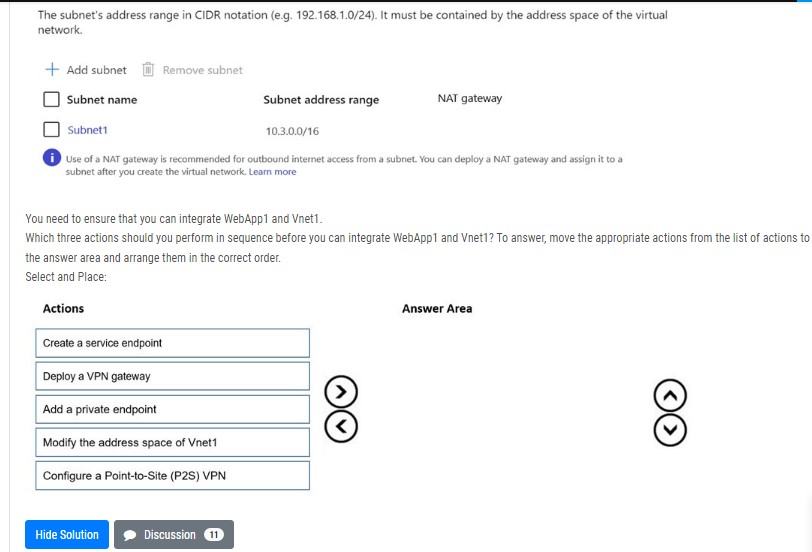 The subnet's address range in CIDR notation (e.g. 192.168.1.0/24). It must be contained by the address space of the virtual
network.
Add subnet Remove subnet
Subnet name Subnet address range NAT gateway
Subnet1 10.3.0.0/16
Use of a NAT gateway is recommended for outbound internet access from a subnet. You can deploy a NAT gateway and assign it to a
subnet after you create the virtual network. Learn more
You need to ensure that you can integrate WebApp1 and Vnet1.
Which three actions should you perform in sequence before you can integrate WebApp1 and Vnet1? To answer, move the appropriate actions from the list of actions to
the answer area and arrange them in the correct order.
Select and Place:
Actions Answer Area
Create a service endpoint
Deploy a VPN gateway
Add a private endpoint
Modify the address space of Vnet1
Configure a Point-to-Site (P2S) VPN
Hide Solution Discussion 11